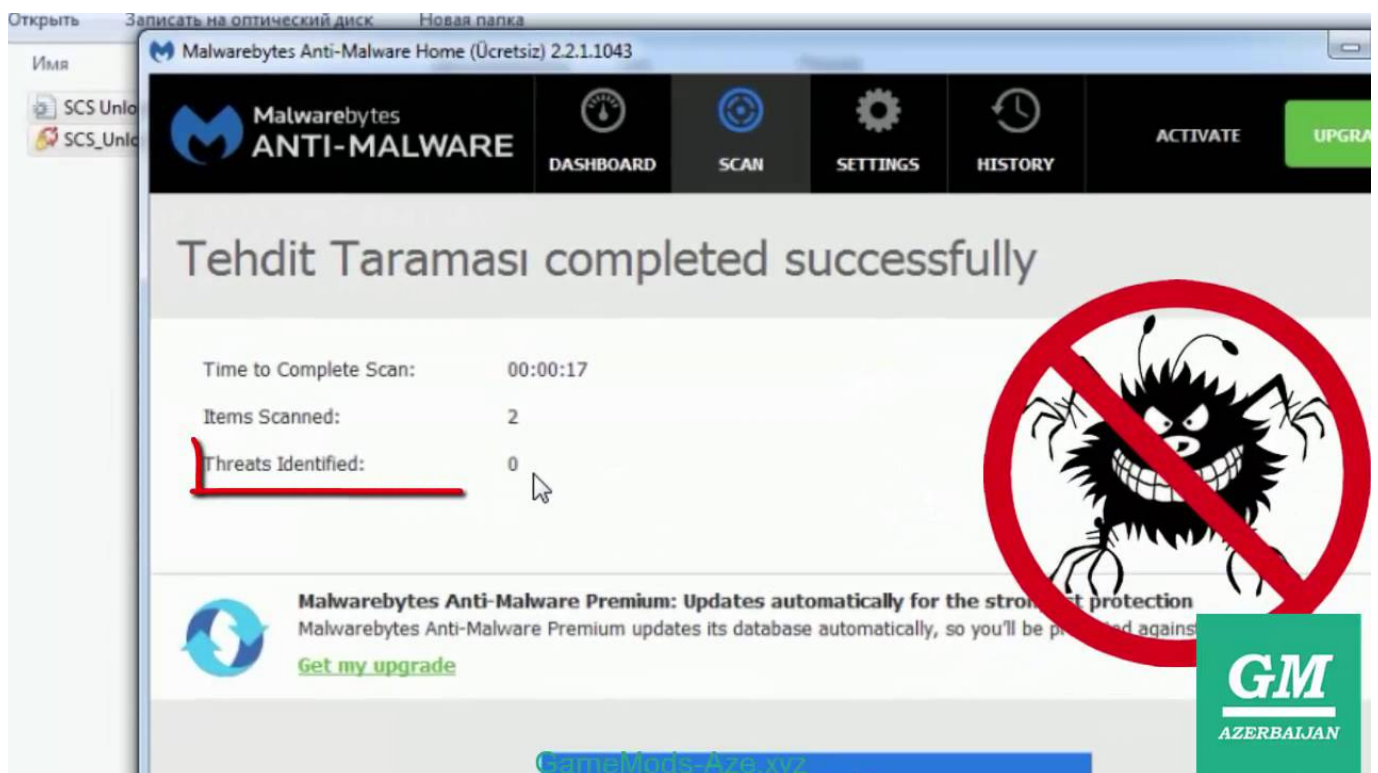 Открыть Записать на оптический диск Новая папка
Malwarebytes Anti-Malware Home (Ücretsiz) 2.2.1.1043
Имя
SCS Unlo
SCS_Unlo
Malwarebytes
ANTI-MALWARE
DASHBOARD
SCAN
SETTINGS
HISTORY
ACTIVATE
UPGRA
Tehdit Taraması completed successfully
Time to Complete Scan: 00:00:17
Items Scanned: 2
Threats Identified: 0
Malwarebytes Anti-Malware Premium: Updates automatically for the protection
Malwarebytes Anti-Malware Premium updates its database automatically, so you'll be agains
Get my upgrade
GM
AZERBAIJAN
GameMods-Aze.xyz